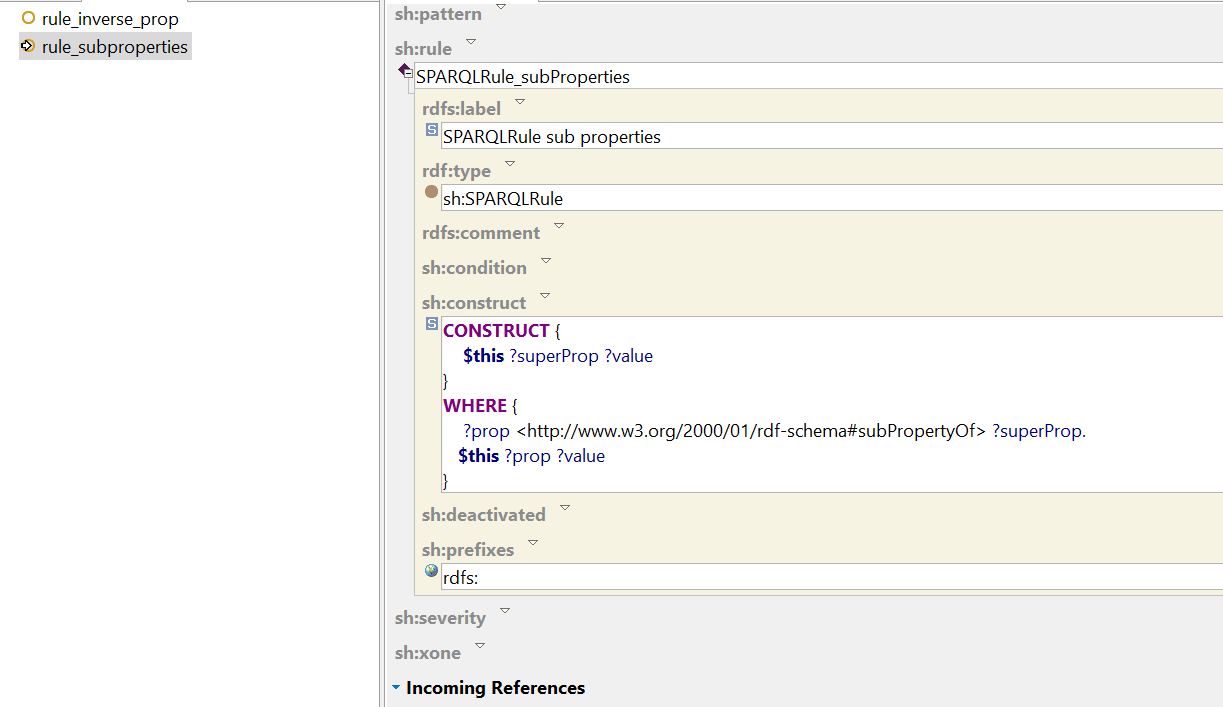 rule_inverse_prop
rule_subproperties
sh:pattern
sh:rule
SPARQLRule_subProperties
rdfs:label
S
SPARQLRule sub properties
rdf:type
sh:SPARQLRule
rdfs:comment
sh:condition
sh:construct
S
CONSTRUCT {
$this ?superProp ?value
}
WHERE {
?prop <http://www.w3.org/2000/01/rdf-schema#subPropertyOf> ?superProp.
$this ?prop ?value
}
sh:deactivated
sh:prefixes
rdfs:
sh:severity
sh:xone
Incoming References